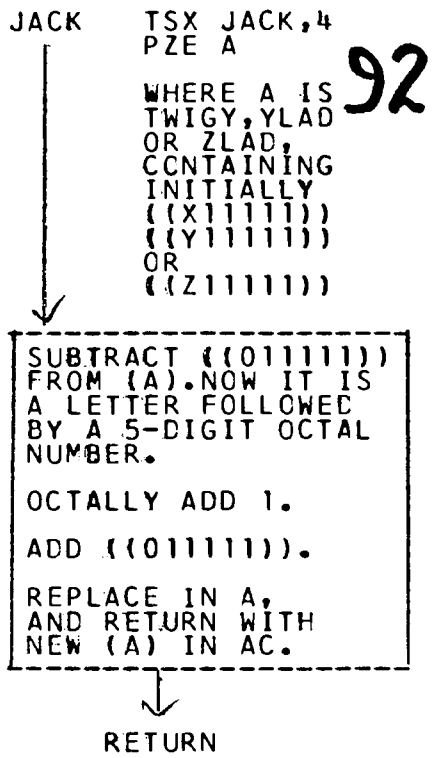 JACK TSX JACK,4
PZE A
92
WHERE A IS
TWIGY,YLAD
OR ZLAD,
CCNTAINING
INITIALLY
((X11111))
((Y11111))
OR
((Z11111))
SUBTRACT ((011111))
FROM (A).NOW IT IS
A LETTER FOLLOWED
BY A 5-DIGIT OCTAL
NUMBER.
OCTALLY ADD 1.
ADD ((011111)).
REPLACE IN A,
AND RETURN WITH
NEW (A) IN AC.
RETURN